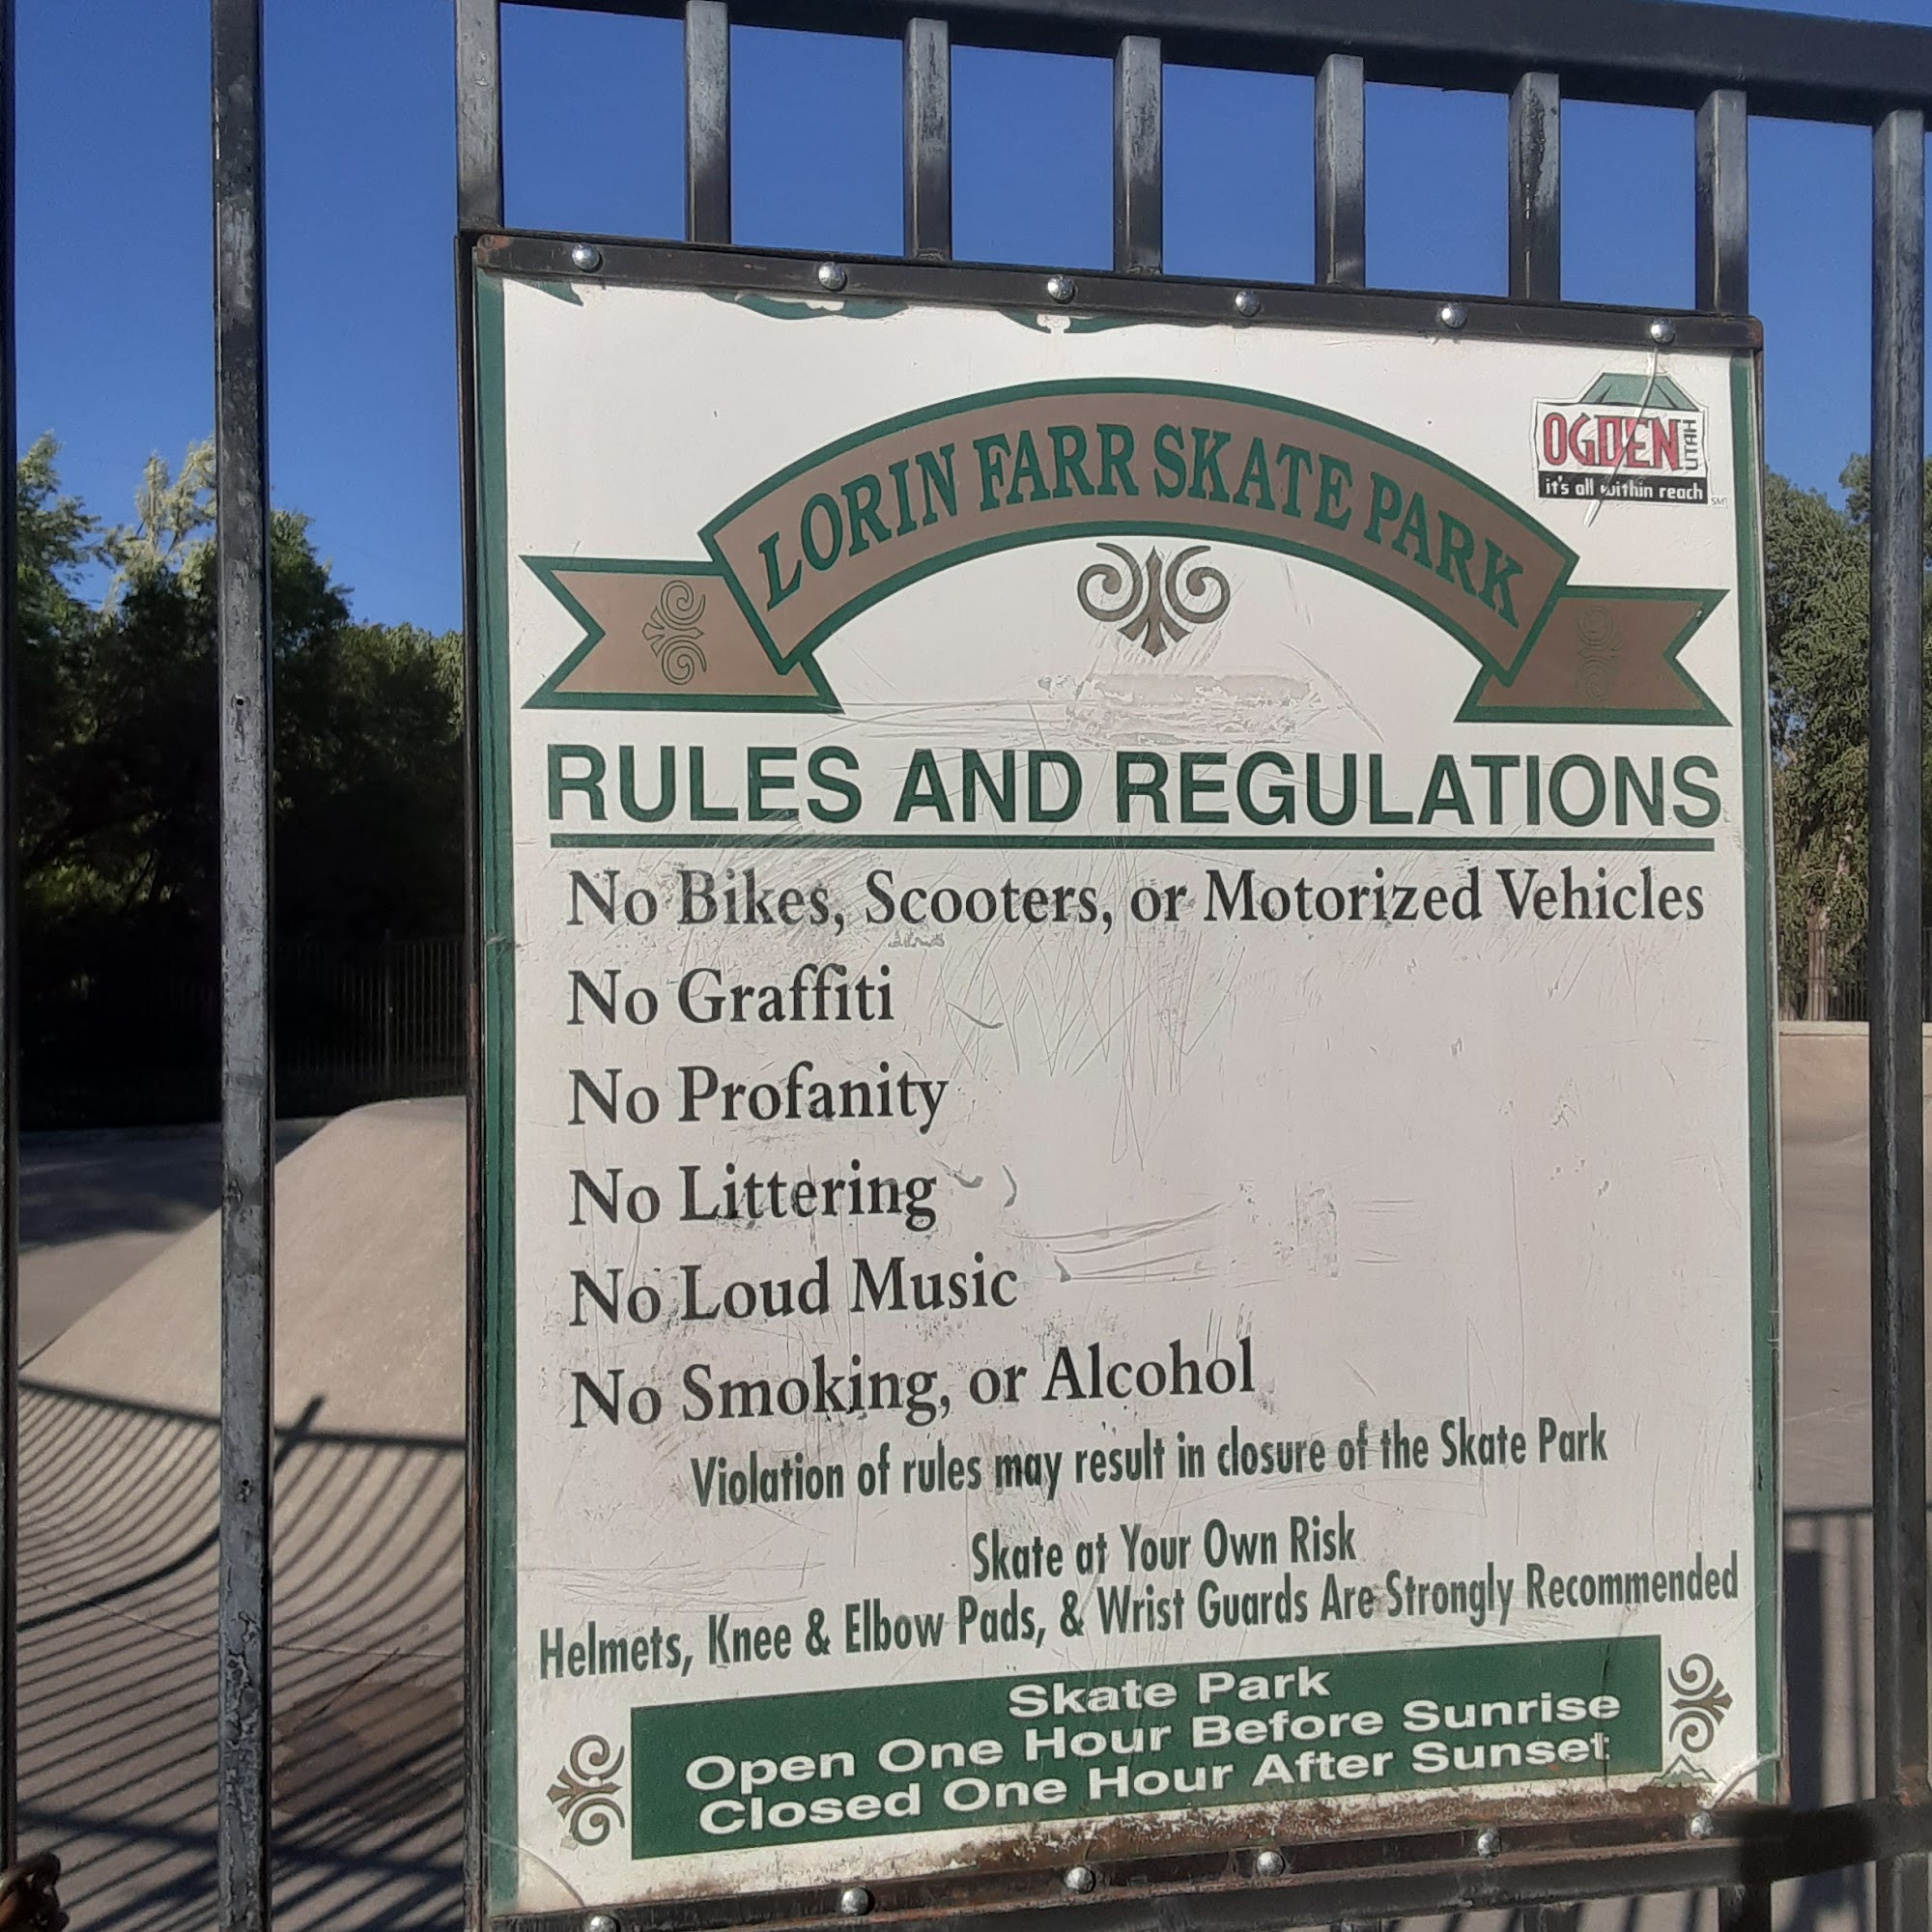 OGDEN
UTAH
it's all within reach
SM
LORIN FARR SKATE PARK
RULES AND REGULATIONS
No Bikes, Scooters, or Motorized Vehicles
No Graffiti
No Profanity
No Littering
No Loud Music
No Smoking, or Alcohol
Violation of rules may result in closure of the Skate Park
Skate at Your Own Risk
Helmets, Knee & Elbow Pads, & Wrist Guards Are Strongly Recommended
Skate Park
Open One Hour Before Sunrise
Closed One Hour After Sunset